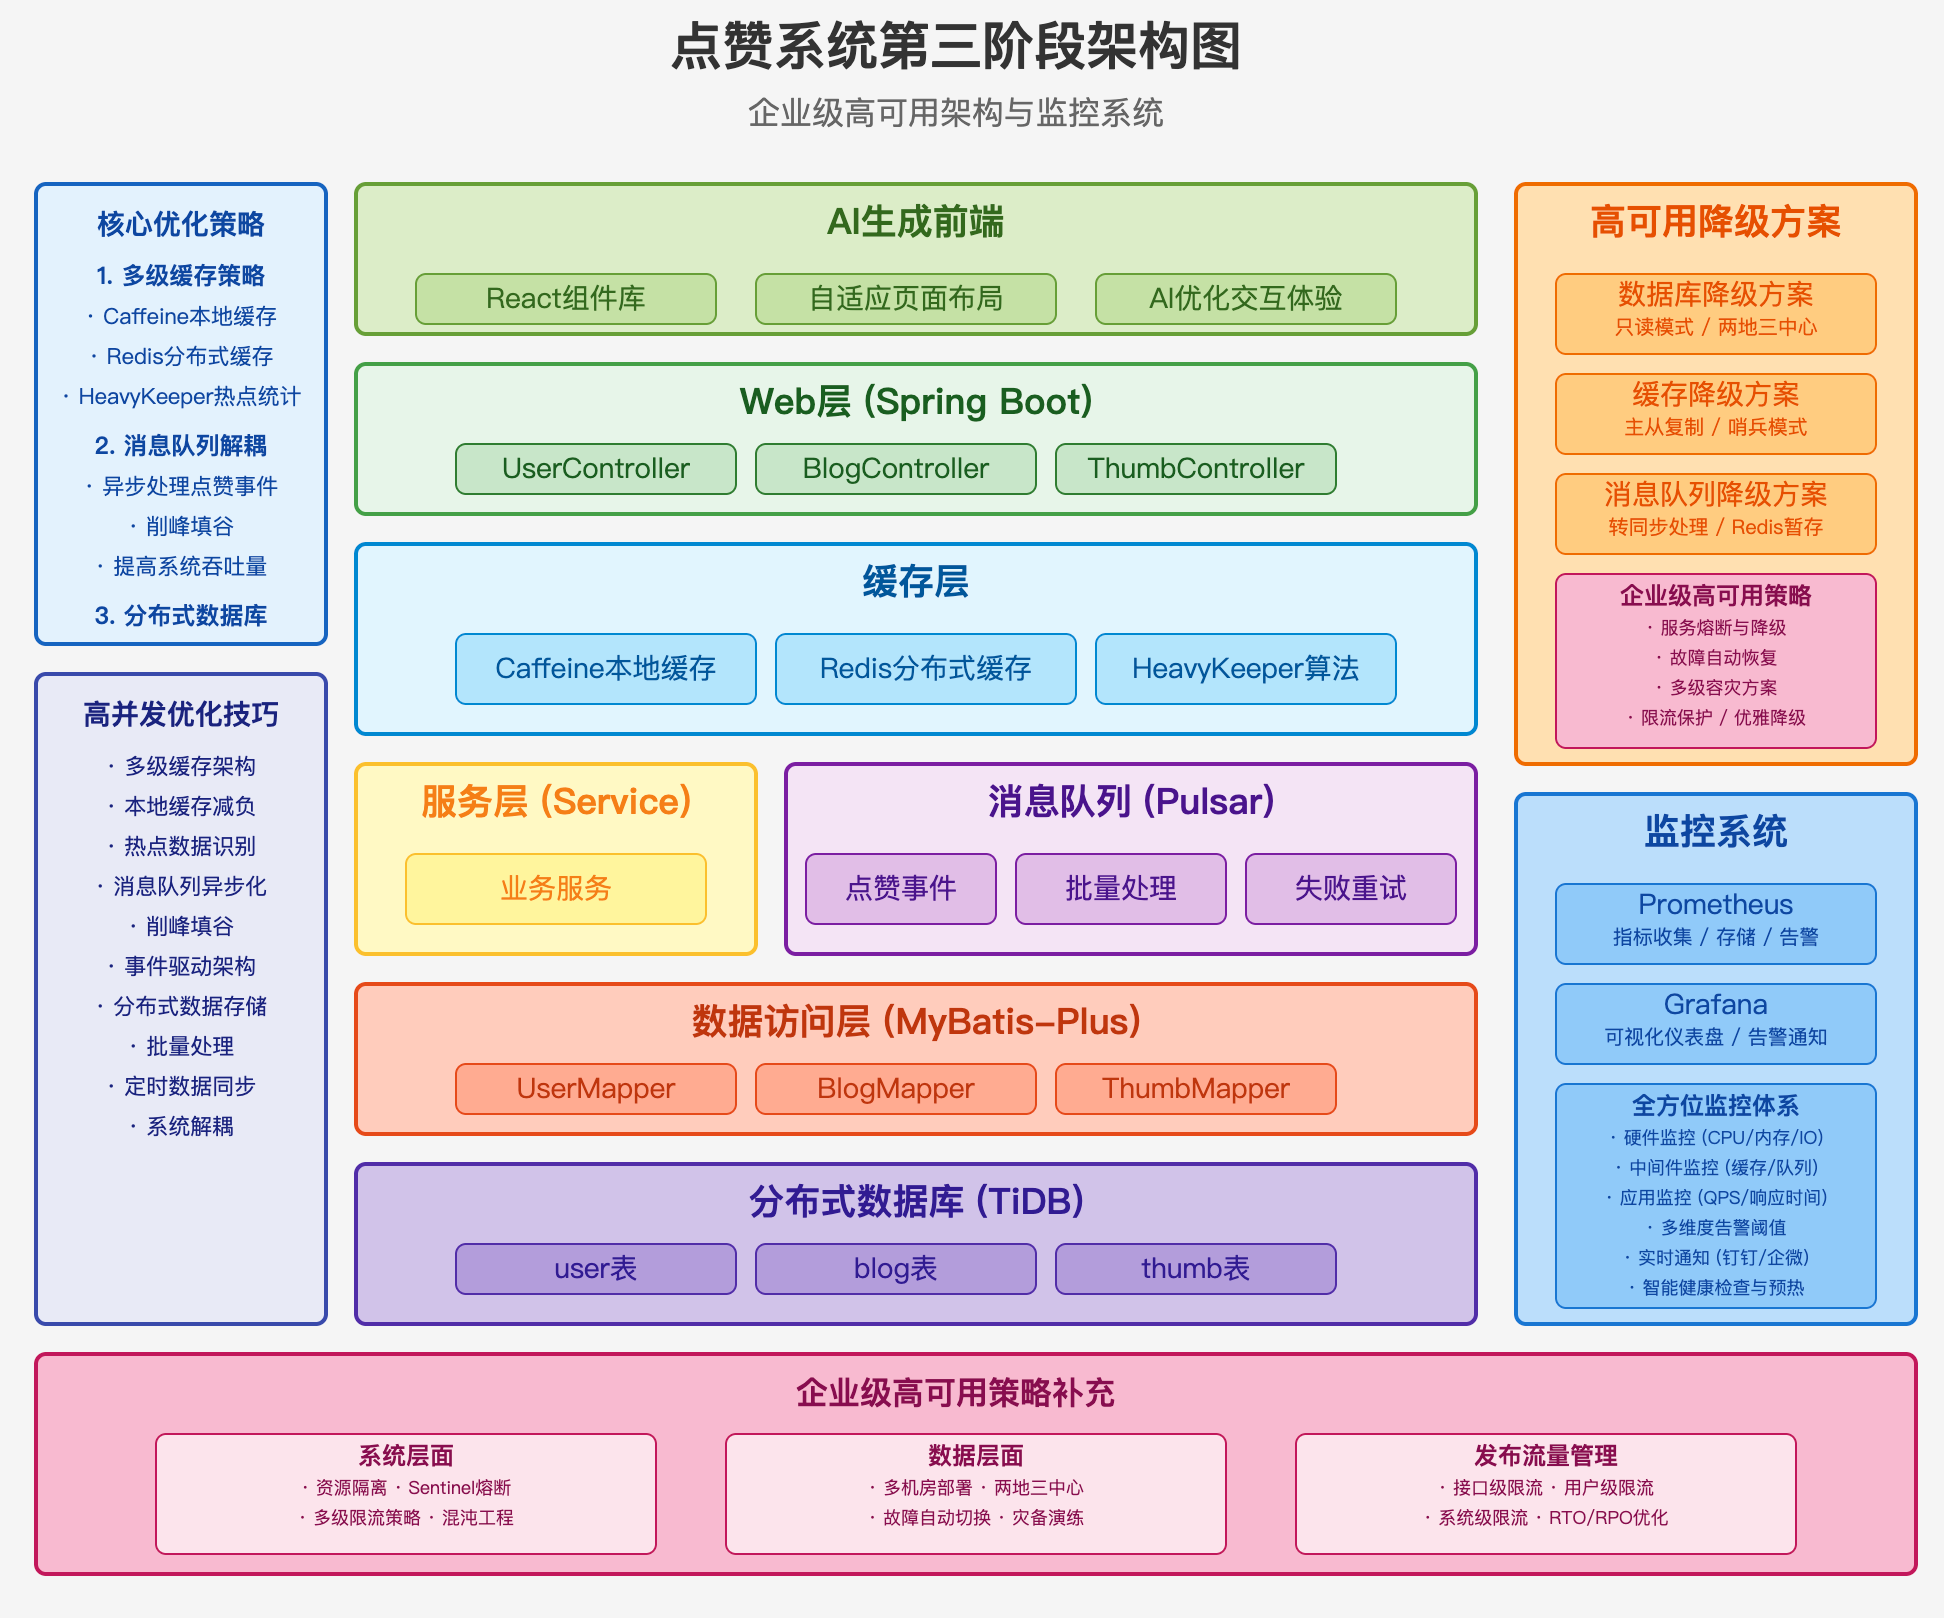 点赞系统第三阶段架构图
企业级高可用架构与监控系统
核心优化策略
1. 多级缓存策略
· Caffeine本地缓存
· Redis分布式缓存
· HeavyKeeper热点统计
2. 消息队列解耦
· 异步处理点赞事件
· 削峰填谷
· 提高系统吞吐量
3. 分布式数据库
高并发优化技巧
· 多级缓存架构
· 本地缓存减负
· 热点数据识别
· 消息队列异步化
· 削峰填谷
· 事件驱动架构
· 分布式数据存储
· 批量处理
· 定时数据同步
· 系统解耦
AI生成前端
React组件库
自适应页面布局
AI优化交互体验
Web层 (Spring Boot)
UserController
BlogController
ThumbController
缓存层
Caffeine本地缓存
Redis分布式缓存
HeavyKeeper算法
服务层 (Service)
业务服务
消息队列 (Pulsar)
点赞事件
批量处理
失败重试
数据访问层 (MyBatis-Plus)
UserMapper
BlogMapper
ThumbMapper
分布式数据库 (TiDB)
user表
blog表
thumb表
高可用降级方案
数据库降级方案
只读模式 / 两地三中心
缓存降级方案
主从复制 / 哨兵模式
消息队列降级方案
转同步处理 / Redis暂存
企业级高可用策略
· 服务熔断与降级
· 故障自动恢复
· 多级容灾方案
· 限流保护 / 优雅降级
监控系统
Prometheus
指标收集 / 存储 / 告警
Grafana
可视化仪表盘 / 告警通知
全方位监控体系
· 硬件监控 (CPU/内存/IO)
· 中间件监控 (缓存/队列)
· 应用监控 (QPS/响应时间)
· 多维度告警阈值
· 实时通知 (钉钉/企微)
· 智能健康检查与预热
企业级高可用策略补充
系统层面
· 资源隔离 · Sentinel熔断
· 多级限流策略 · 混沌工程
数据层面
· 多机房部署 · 两地三中心
· 故障自动切换 · 灾备演练
发布流量管理
· 接口级限流 · 用户级限流
· 系统级限流 · RTO/RPO优化